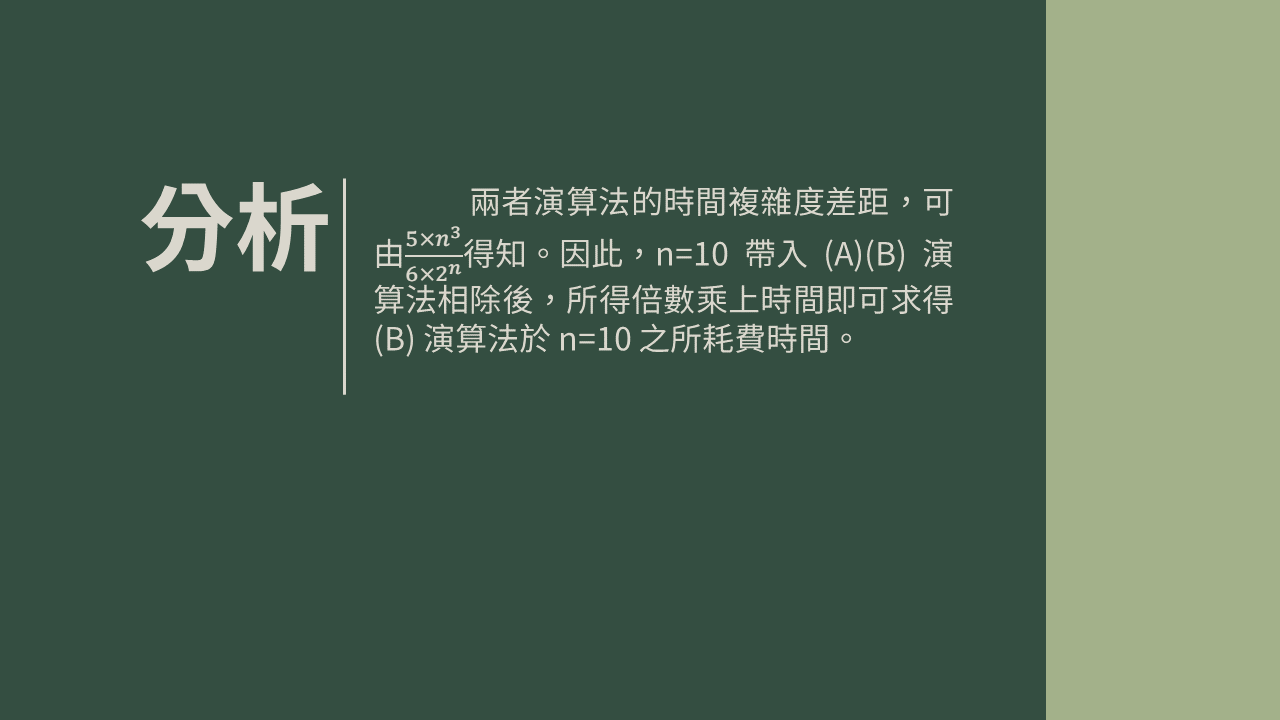 分析
兩者演算法的時間複雜度差距，可
由$\frac{5×n^3}{6×2^n}$得知。因此，n=10 帶入 (A)(B) 演
算法相除後，所得倍數乘上時間即可求得
(B) 演算法於 n=10 之所耗費時間。